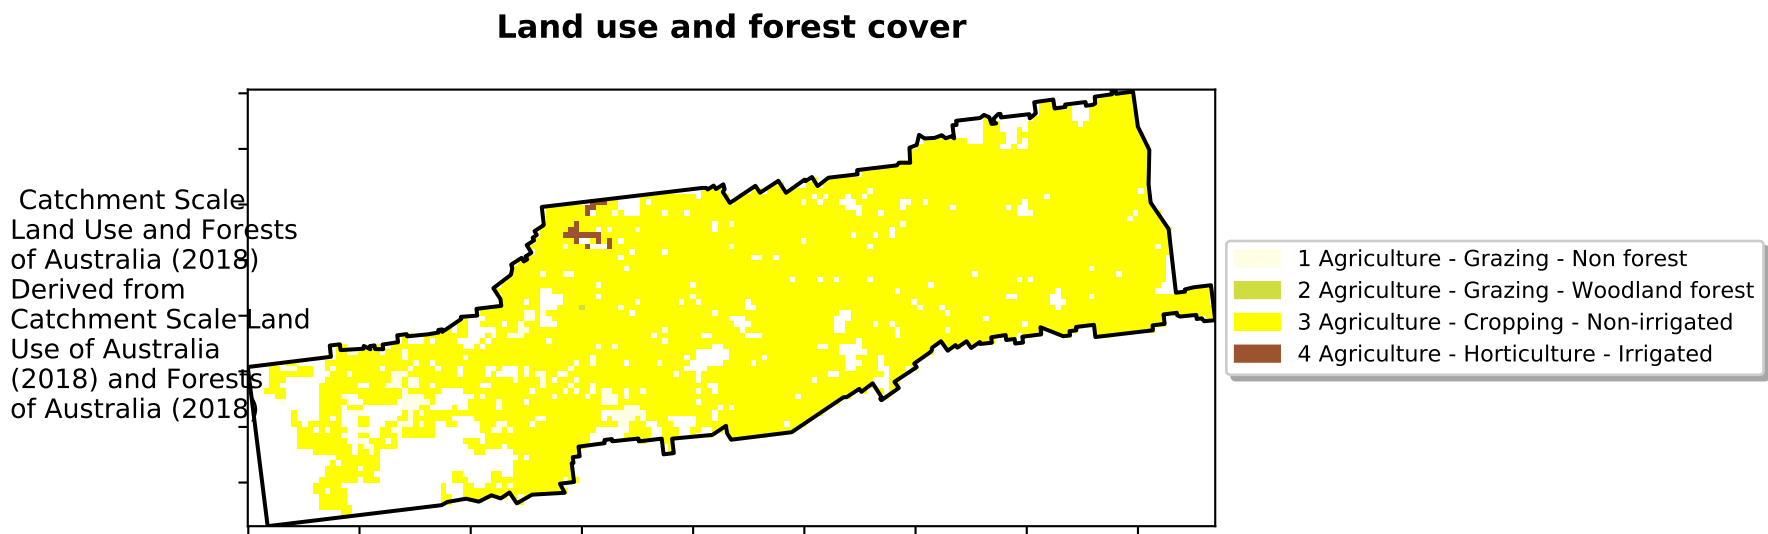 Land use and forest cover
Catchment Scale
Land Use and Forests
of Australia (2018)
Derived from
Catchment Scale Land
Use of Australia
(2018) and Forests
of Australia (2018)
1 Agriculture - Grazing - Non forest
2 Agriculture - Grazing - Woodland forest
3 Agriculture - Cropping - Non-irrigated
4 Agriculture - Horticulture - Irrigated